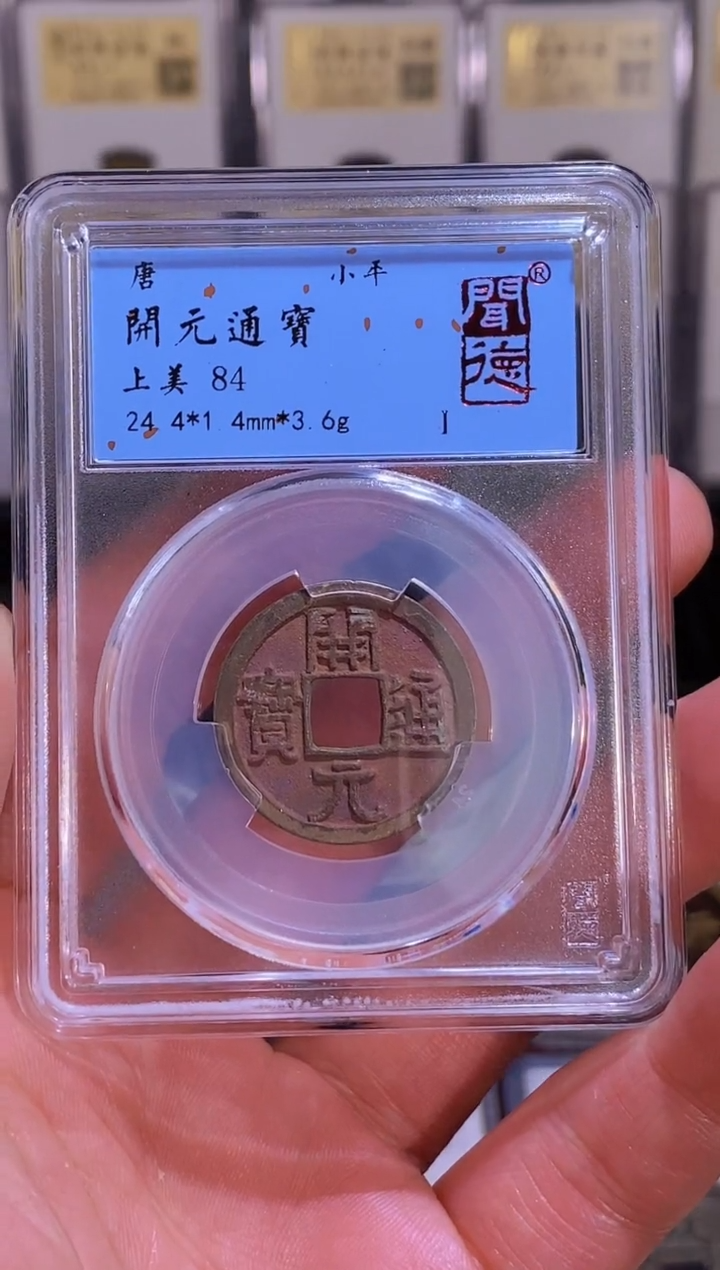 唐 小平
開元通寶
上美 84
24.4*1.4mm*3.6g
聞德
®
開
元
通
寶